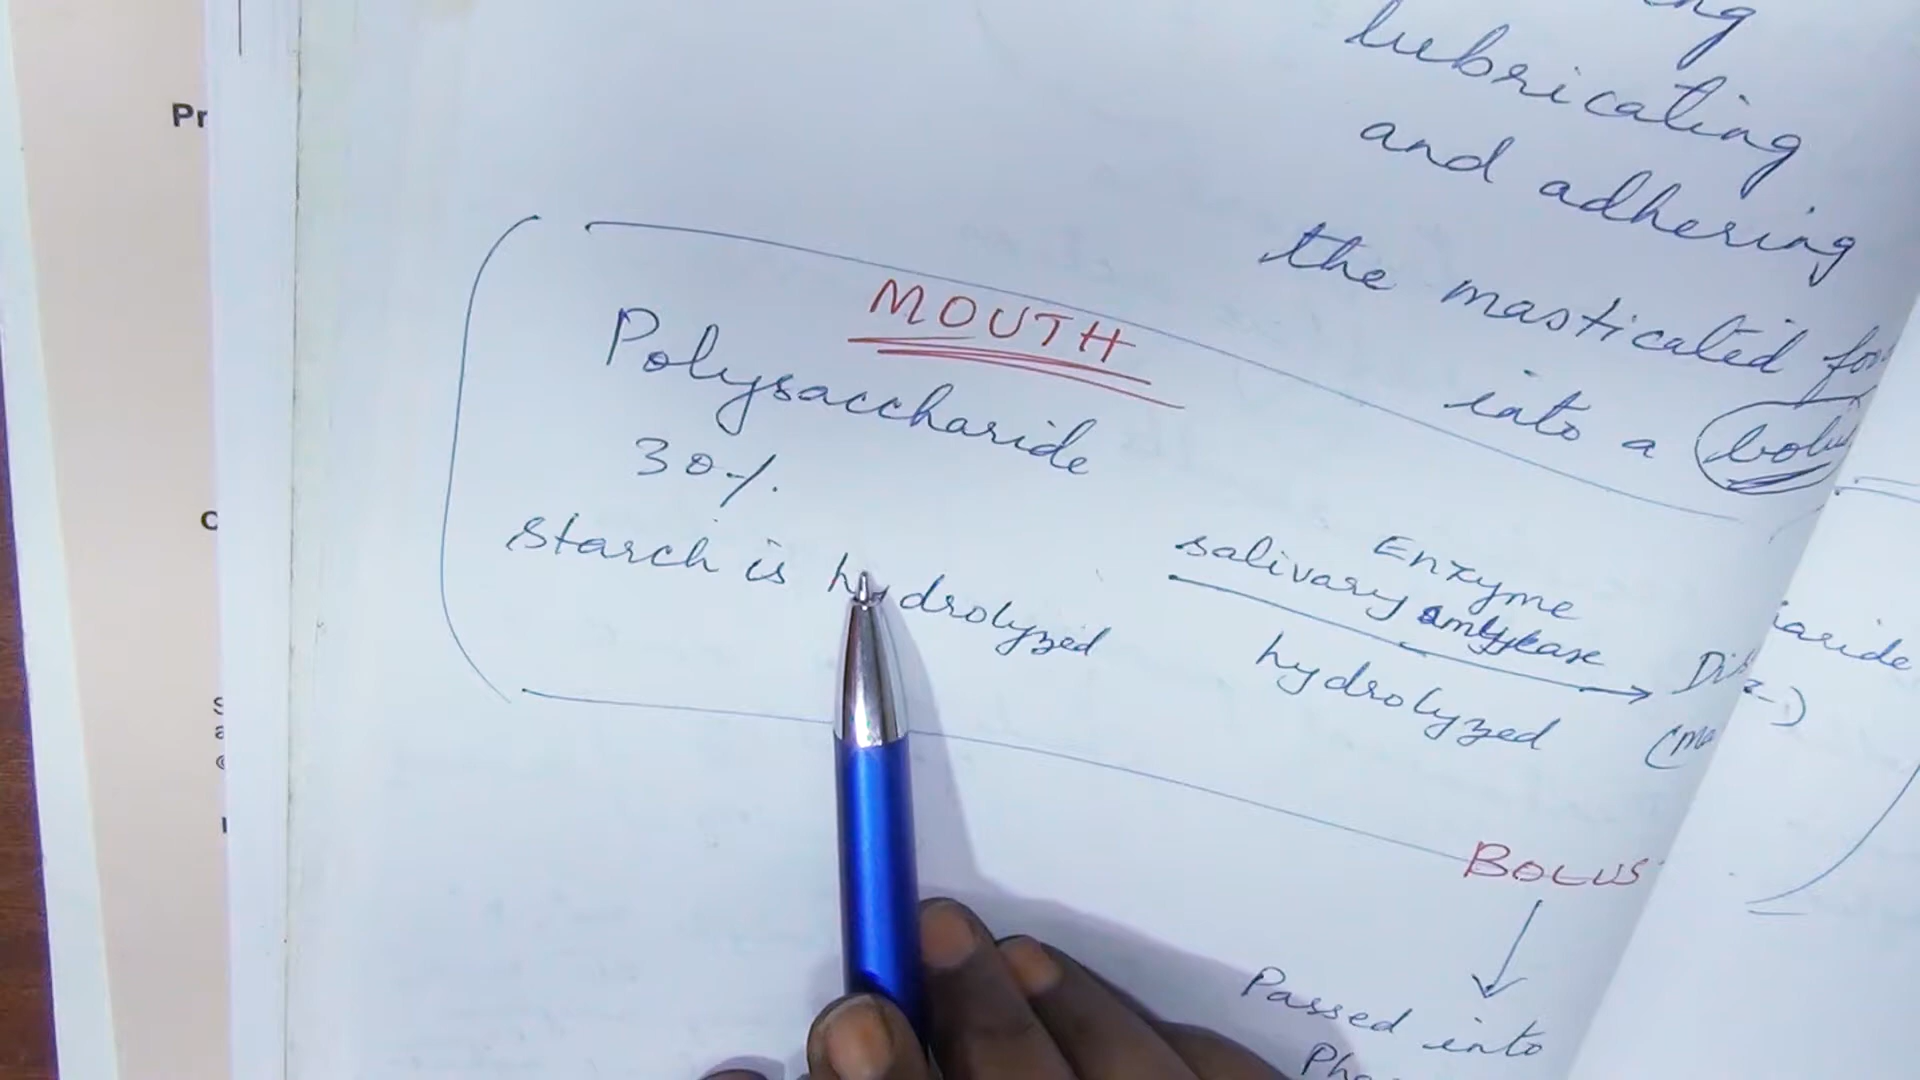 lubricating
and adhering
the masticated
into a
MOUTH
Polysaccharide
30%
starch is hydrolyzed
Enzyme
salivary amylase
hydrolyzed
BOLUS
Passed into
Pr